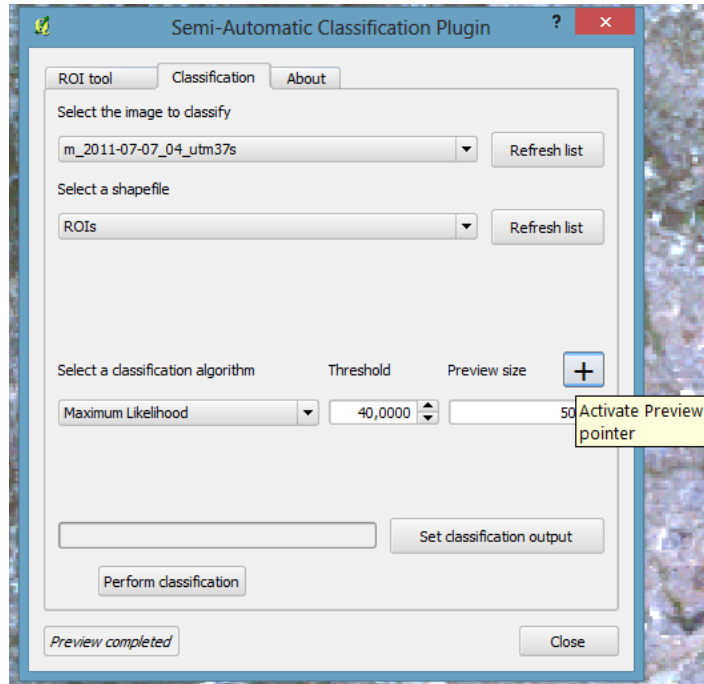 Semi-Automatic Classification Plugin ? ×
ROI tool Classification About
Select the image to classify
m_2011-07-07_04_utm37s Refresh list
Select a shapefile
ROIs Refresh list
Select a classification algorithm Threshold Preview size +
Maximum Likelihood 40,0000 50
Activate Preview
pointer
Set classification output
Perform classification
Preview completed Close